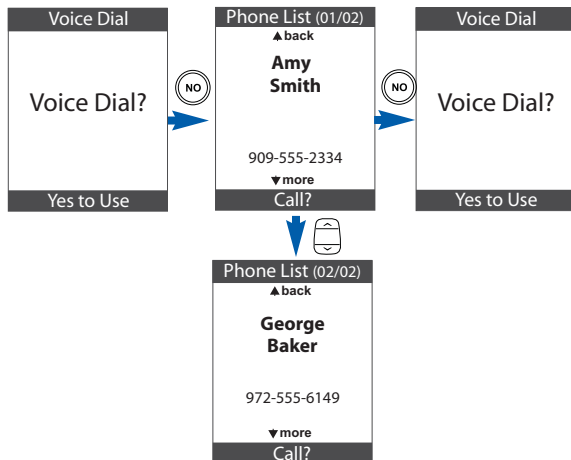 Voice Dial
Voice Dial?
Yes to Use
NO
Phone List (01/02)
back
Amy
Smith
909-555-2334
more
Call?
NO
Voice Dial
Voice Dial?
Yes to Use
Phone List (02/02)
back
George
Baker
972-555-6149
more
Call?